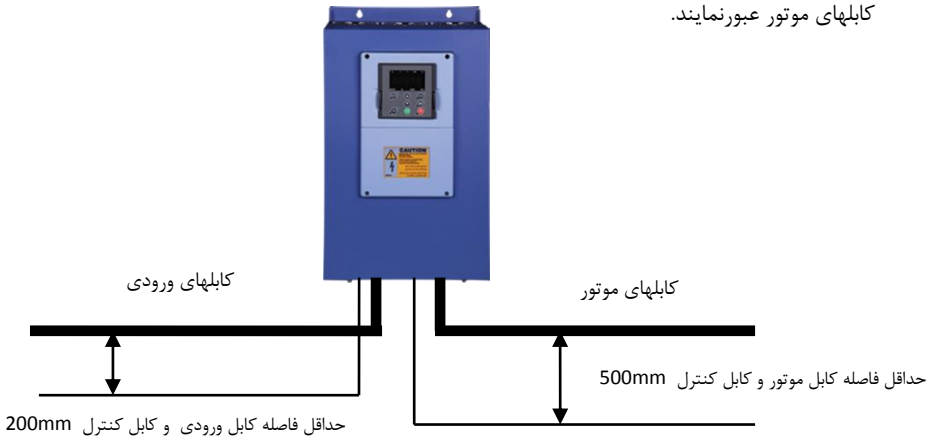 کابلهای موتور عبورنمایند.
CAUTION
کابلهای ورودی
کابلهای موتور
حداقل فاصله کابل موتور و کابل کنترل 500mm
حداقل فاصله کابل ورودی و کابل کنترل 200mm